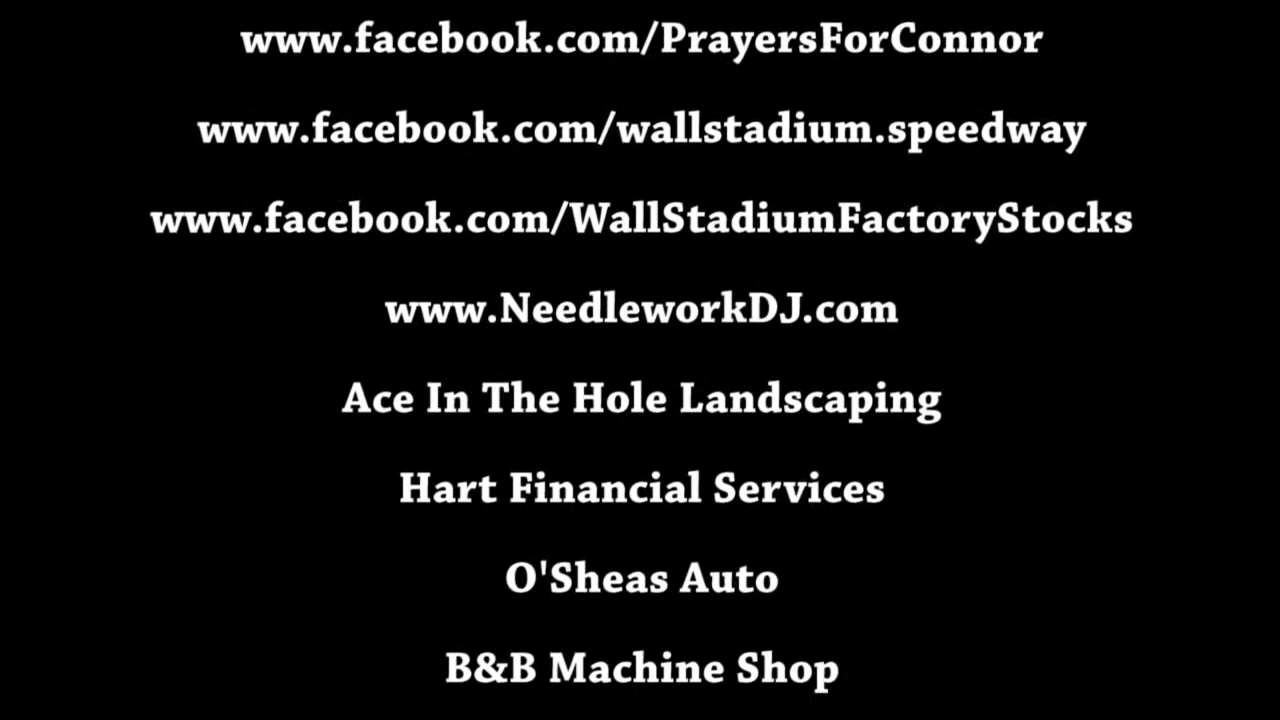 www.facebook.com/PrayersForConnor
www.facebook.com/wallstadium.speedway
www.facebook.com/WallStadiumFactoryStocks
www.NeedleworkDJ.com
Ace In The Hole Landscaping
Hart Financial Services
O'Sheas Auto
B&B Machine Shop